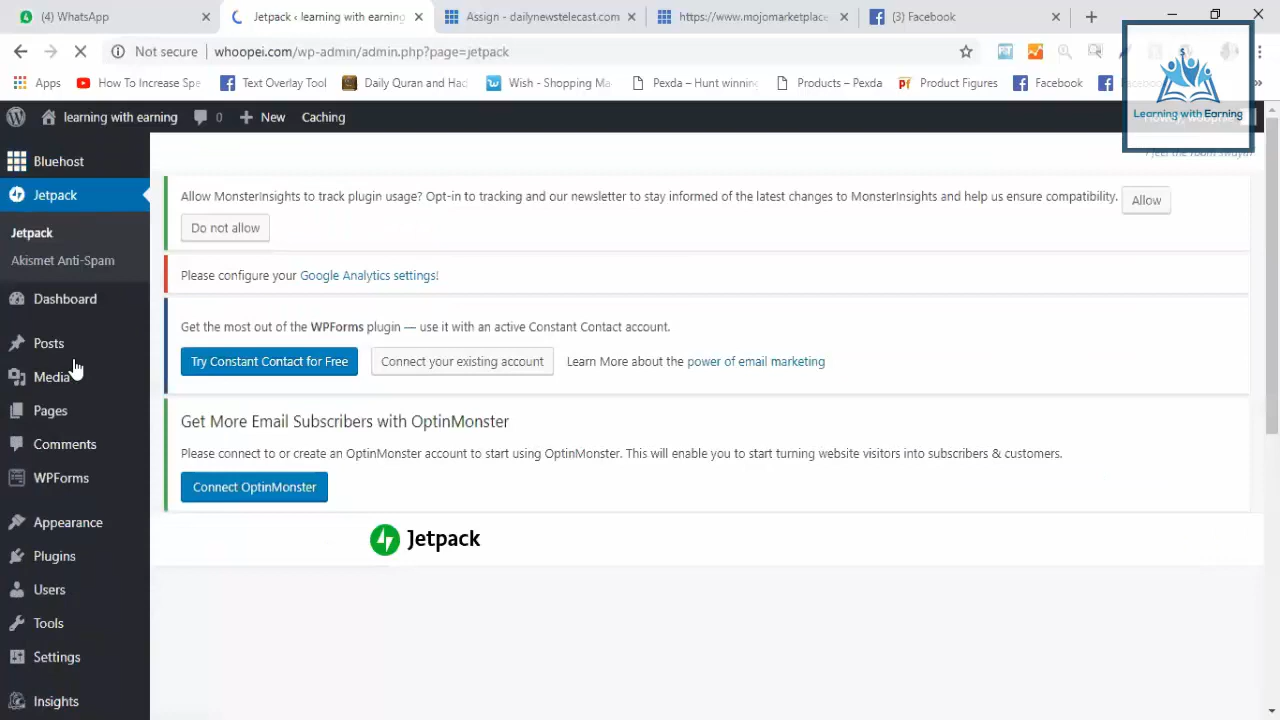 (4) WhatsApp
Jetpack ‹ learning with earning
Assign - dailynewstelecast.com
https://www.mojomarketplace
(3) Facebook
Not secure
whoopei.com/wp-admin/admin.php?page=jetpack
Apps
How To Increase Spe
Text Overlay Tool
Daily Quran and Had
Wish - Shopping Ma
Pexda – Hunt winning
Products – Pexda
Product Figures
Facebook
learning with earning
0
New
Caching
$
Learning with Earning
Bluehost
Jetpack
Jetpack
Akismet Anti-Spam
Dashboard
Posts
Media
Pages
Comments
WPForms
Appearance
Plugins
Users
Tools
Settings
Insights
Allow MonsterInsights to track plugin usage? Opt-in to tracking and our newsletter to stay informed of the latest changes to MonsterInsights and help us ensure compatibility.
Allow
Do not allow
Please configure your Google Analytics settings!
Get the most out of the WPForms plugin — use it with an active Constant Contact account.
Try Constant Contact for Free
Connect your existing account
Learn More about the power of email marketing
Get More Email Subscribers with OptinMonster
Please connect to or create an OptinMonster account to start using OptinMonster. This will enable you to start turning website visitors into subscribers & customers.
Connect OptinMonster
Jetpack